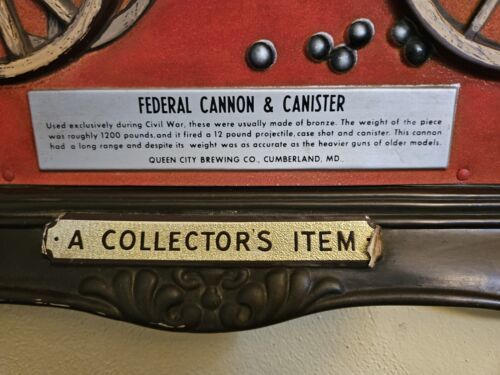 FEDERAL CANNON & CANISTER
Used exclusively during Civil War, these were usually made of bronze. The weight of the piece
was roughly 1200 pounds, and it fired a 12 pound projectile, case shot and canister. This cannon
had a long range and despite its weight was as accurate as the heavier guns of older models.
QUEEN CITY BREWING CO., CUMBERLAND, MD..
A COLLECTOR'S ITEM